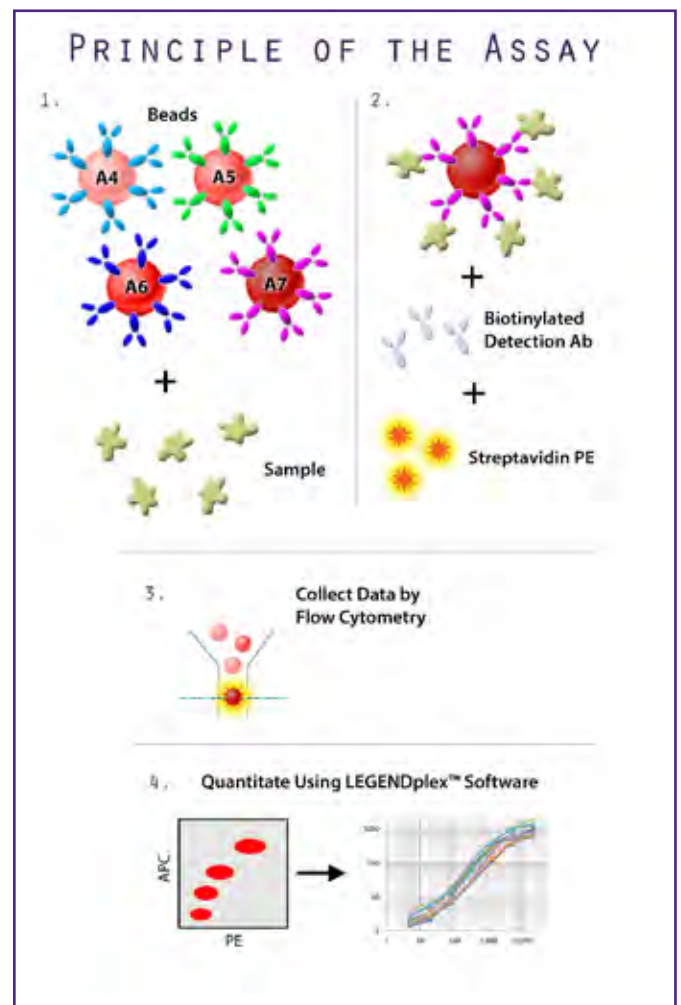 PRINCIPLE OF THE ASSAY
1.
Beads
A4
A5
A6
A7
+
Sample
2.
+
Biotinylated
Detection Ab
+
Streptavidin PE
3.
Collect Data by
Flow Cytometry
4. Quantitate Using LEGENDplex™ Software
APC
PE